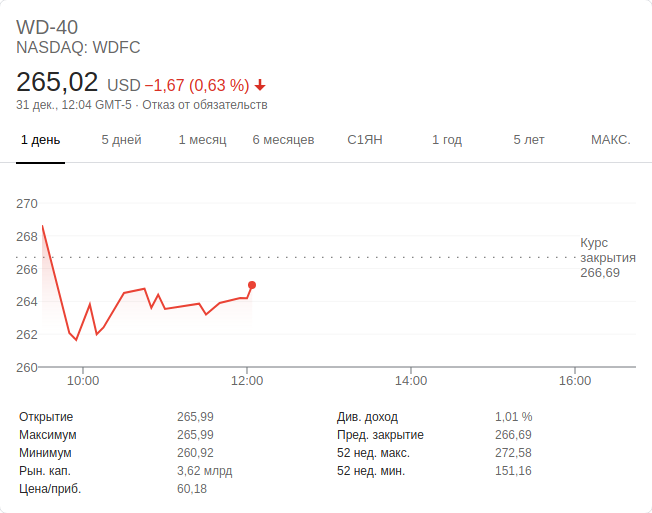 WD-40
NASDAQ: WDFC
265,02 USD −1,67 (0,63 %)
31 дек., 12:04 GMT-5 · Отказ от обязательств
1 день 5 дней 1 месяц 6 месяцев С1ЯН 1 год 5 лет МАКС.
270
268
266
264
262
260
Курс
закрытия
266,69
10:00 12:00 14:00 16:00
Открытие 265,99 Див. доход 1,01 %
Максимум 265,99 Пред. закрытие 266,69
Минимум 260,92 52 нед. макс. 272,58
Рын. кап. 3,62 млрд 52 нед. мин. 151,16
Цена/приб. 60,18